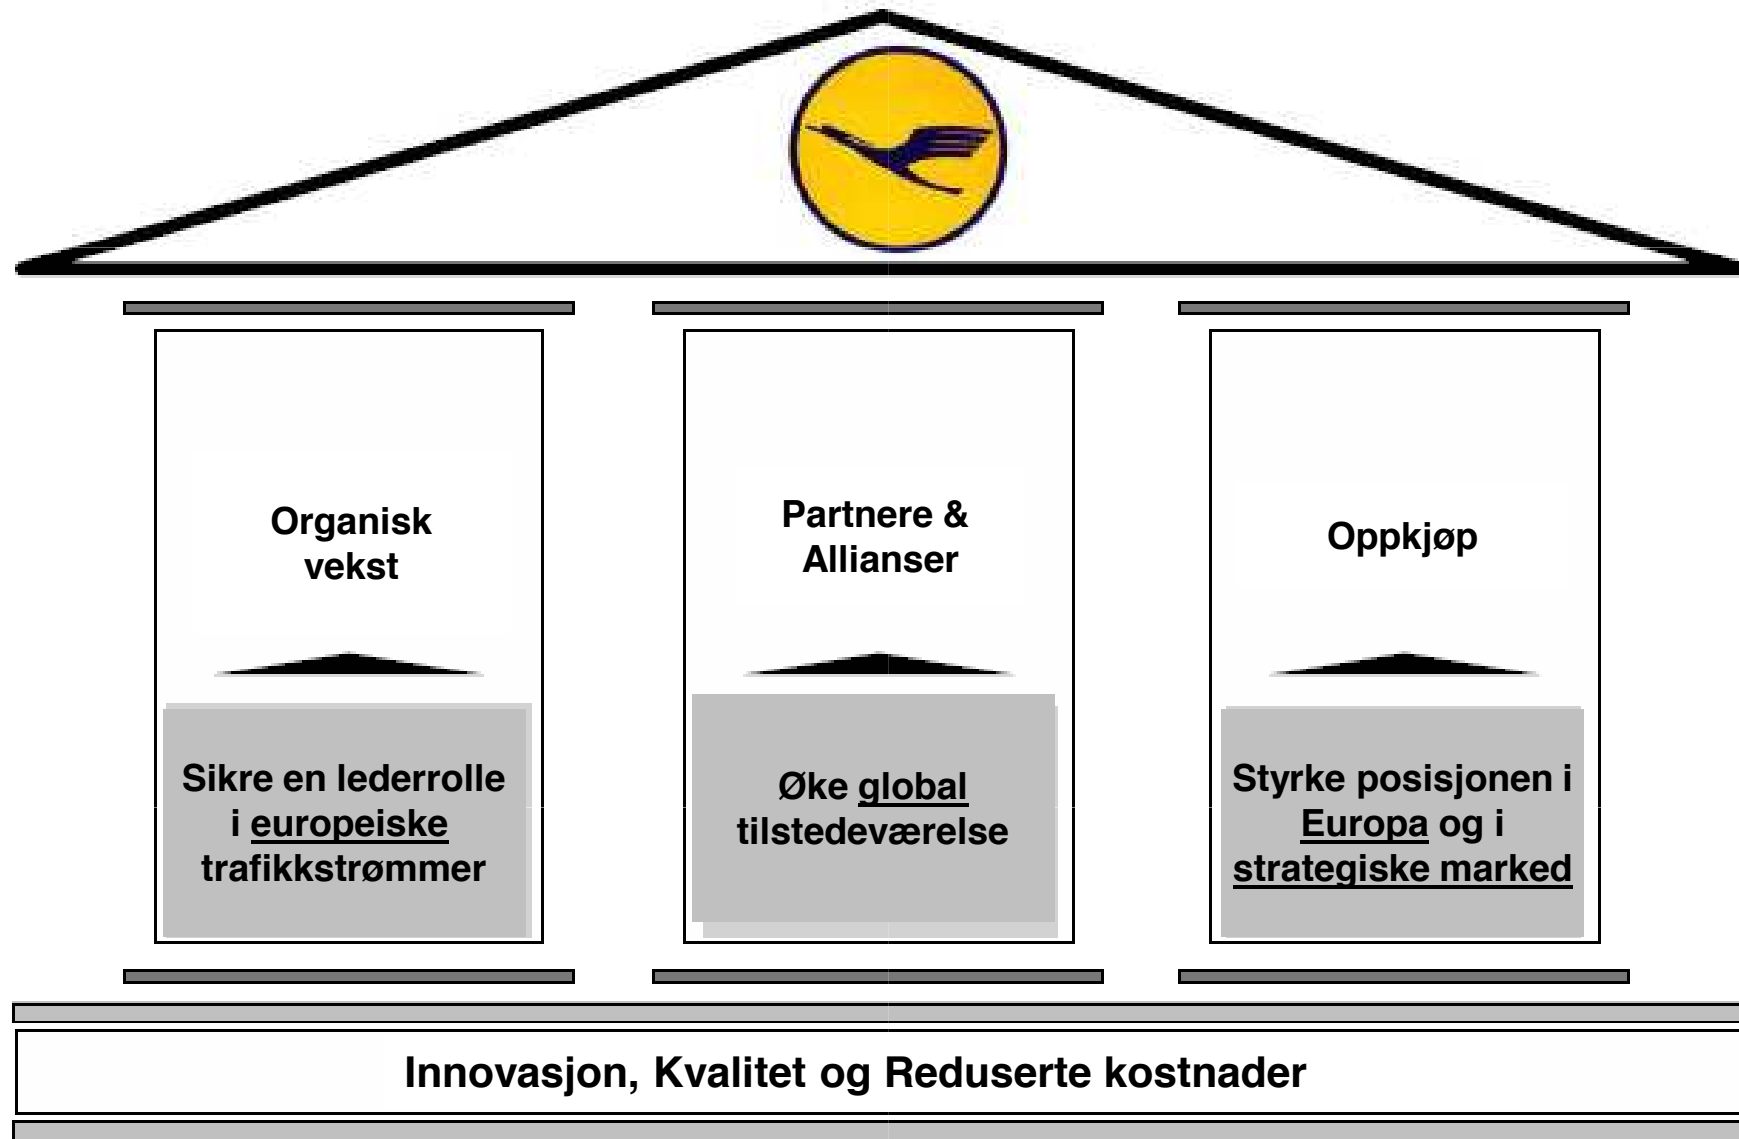 Organisk
vekst
Partnere &
Allianser
Oppkjøp
Sikre en lederrolle
i europeiske
trafikkstrømmer
Øke global
tilstedeværelse
Styrke posisjonen i
Europa og i
strategiske marked
Innovasjon, Kvalitet og Reduserte kostnader